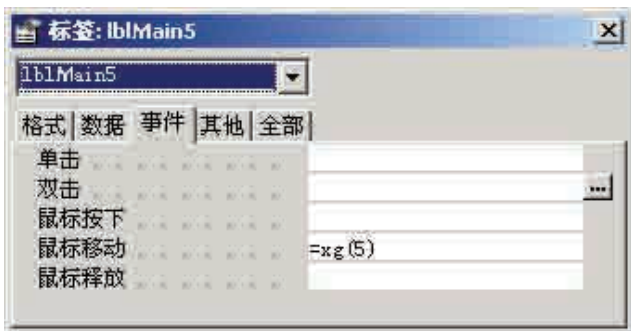 标签: lblMain5
lblMain5
格式 数据 事件 其他 全部
单击
双击
...
鼠标按下
鼠标移动 =xg(5)
鼠标释放